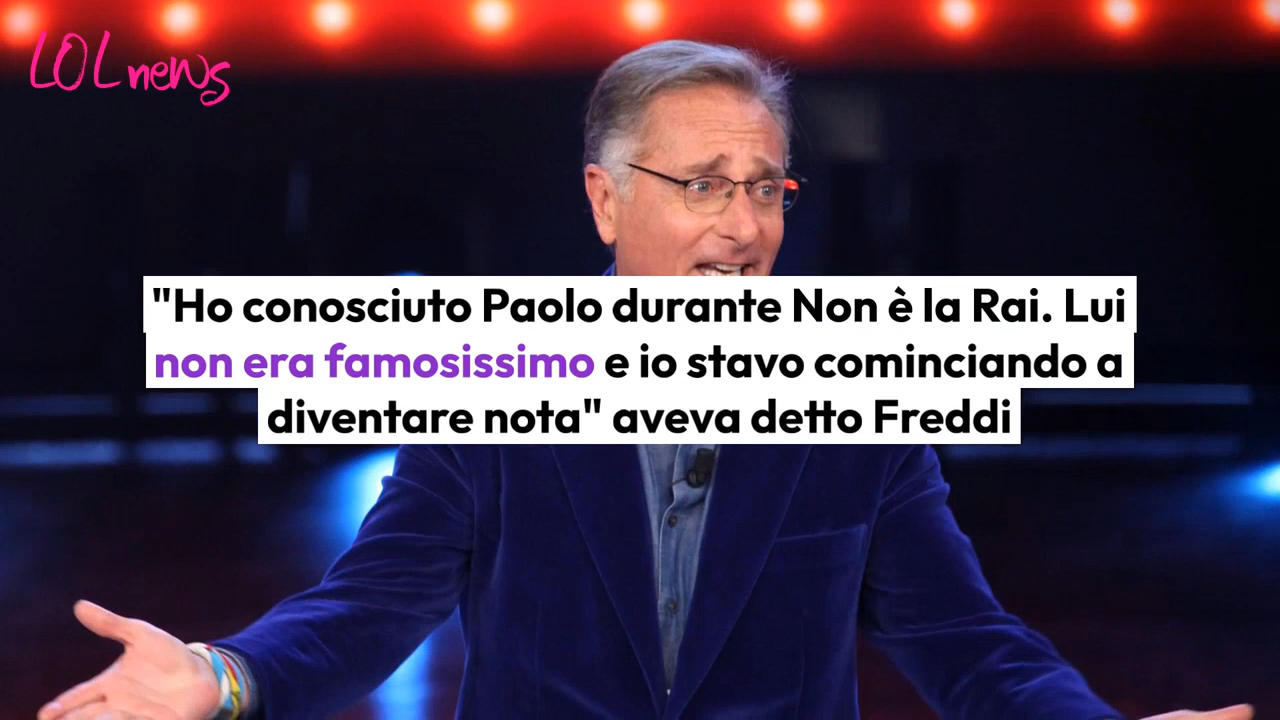 LOL news
"Ho conosciuto Paolo durante Non è la Rai. Lui
non era famosissimo e io stavo cominciando a
diventare nota" aveva detto Freddi